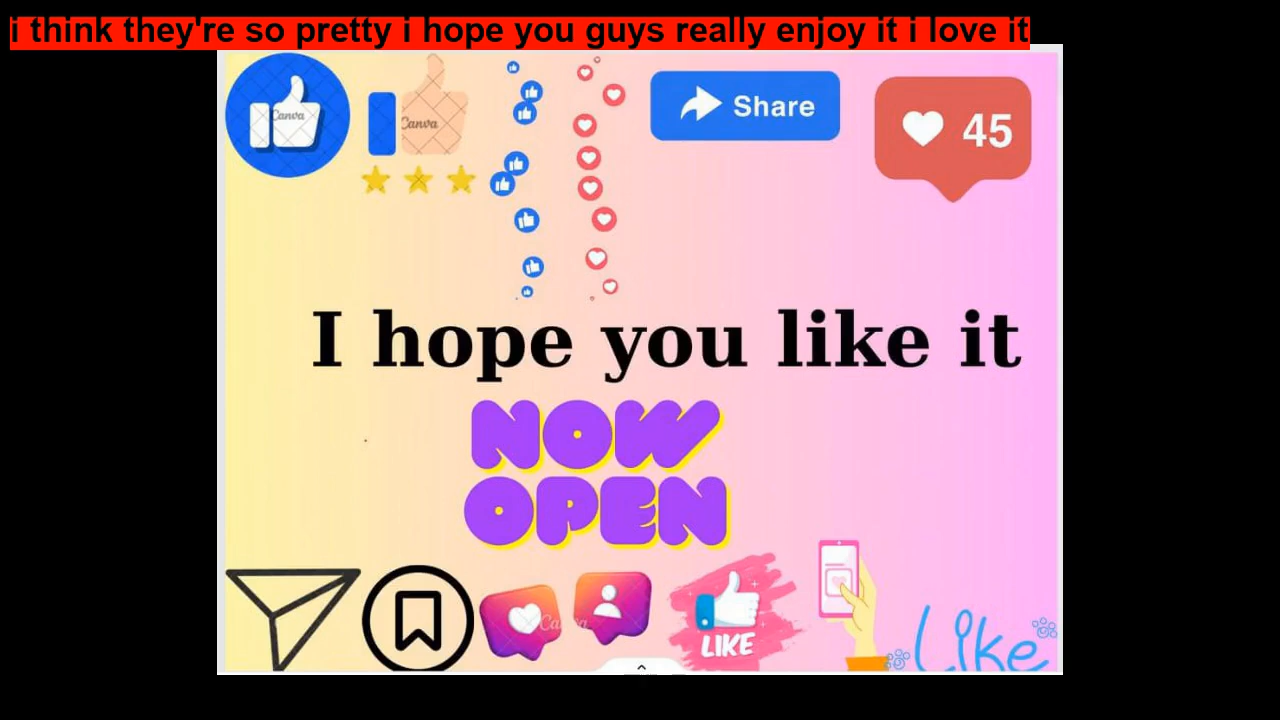 i think they're so pretty i hope you guys really enjoy it i love it
Canva
Canva
Share
45
I hope you like it
NOW
OPEN
Canva
LIKE
Like